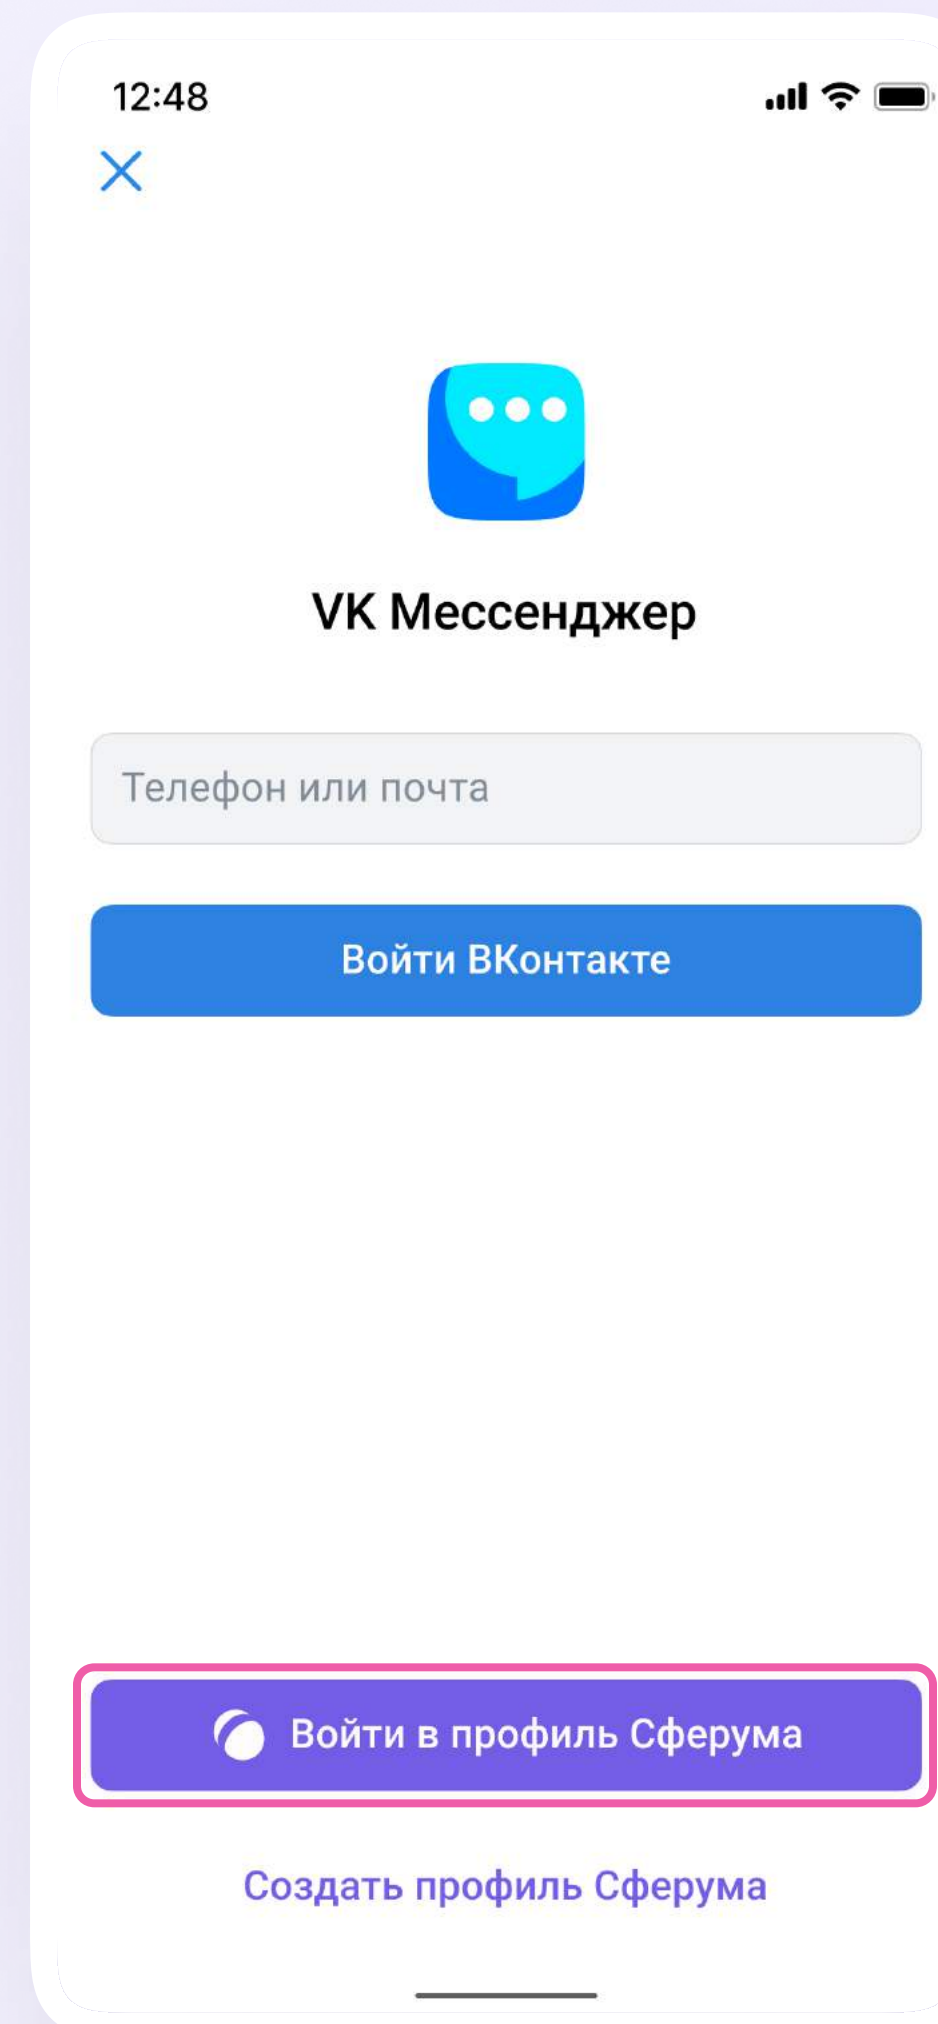 12:48
VK Мессенджер
Телефон или почта
Войти ВКонтакте
Войти в профиль Сферума
Создать профиль Сферума